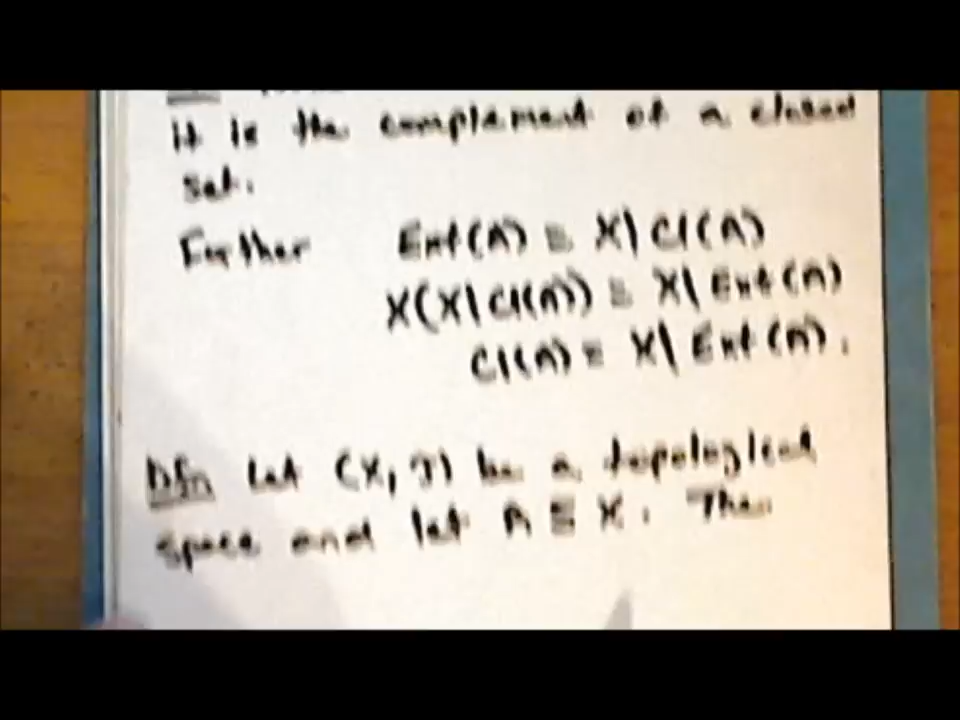 it is the complement of a closed
set.
Further Ext(A) = X\Cl(A)
X(X\Cl(A)) = X\Ext(A)
Cl(A) = X\Ext(A).
Dfn Let (X, T) be a topological
space and let A ⊆ X. The